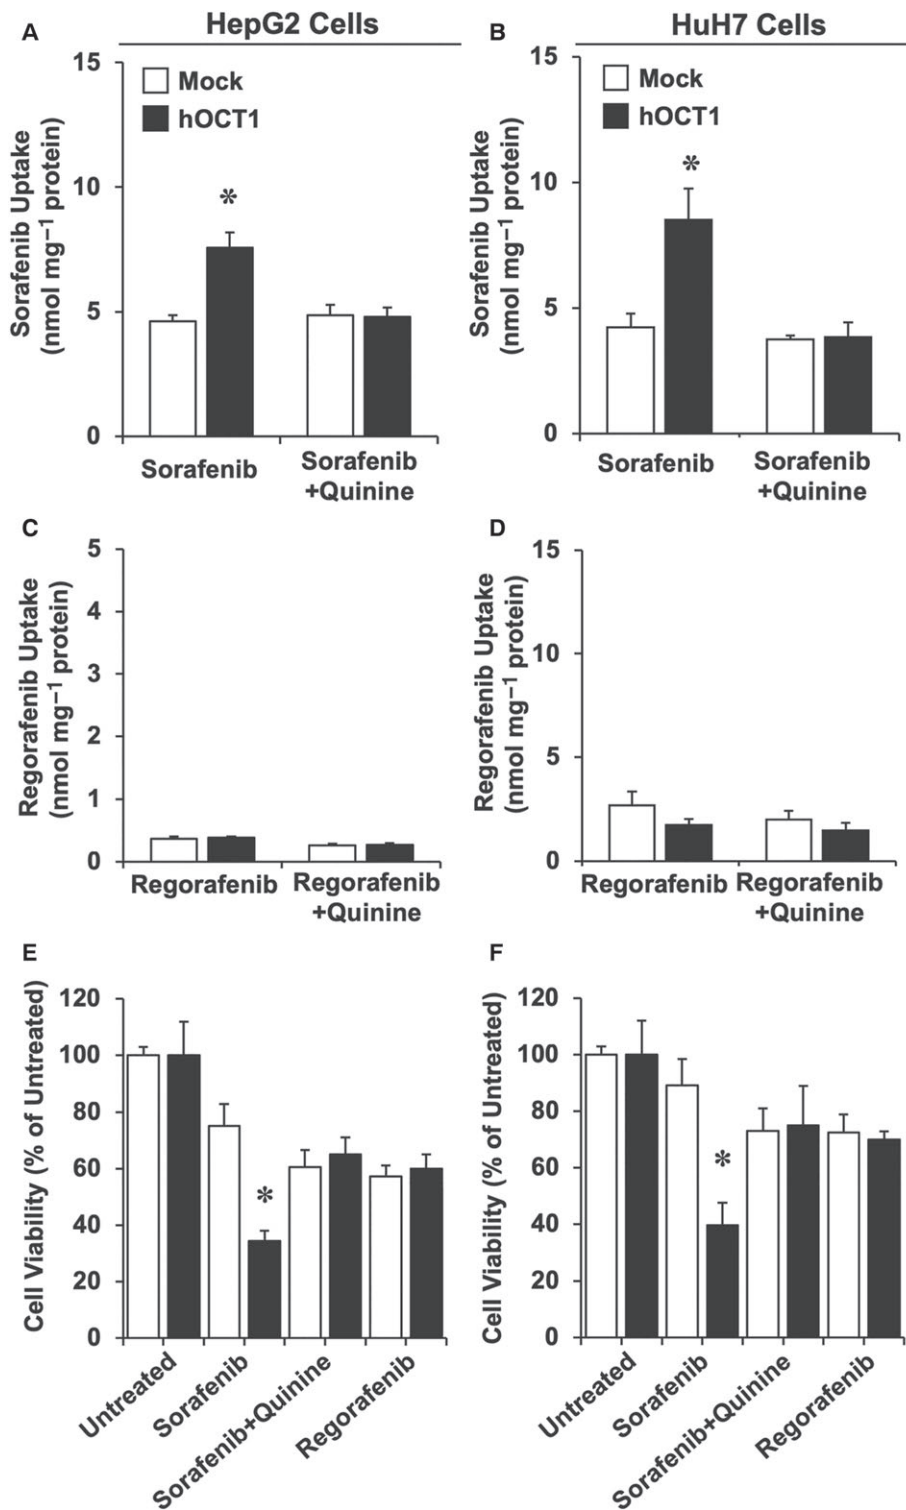 A
HepG2 Cells
Sorafenib Uptake
(nmol mg⁻¹ protein)
15
10
5
0
Mock
hOCT1
*
Sorafenib
Sorafenib
+Quinine
B
HuH7 Cells
Sorafenib Uptake
(nmol mg⁻¹ protein)
15
10
5
0
Mock
hOCT1
*
Sorafenib
Sorafenib
+Quinine
C
Regorafenib Uptake
(nmol mg⁻¹ protein)
5
4
3
2
1
0
Regorafenib
Regorafenib
+Quinine
D
Regorafenib Uptake
(nmol mg⁻¹ protein)
15
10
5
0
Regorafenib
Regorafenib
+Quinine
E
Cell Viability (% of Untreated)
120
100
80
60
40
20
0
*
Untreated
Sorafenib
Sorafenib+Quinine
Regorafenib
F
Cell Viability (% of Untreated)
120
100
80
60
40
20
0
*
Untreated
Sorafenib
Sorafenib+Quinine
Regorafenib